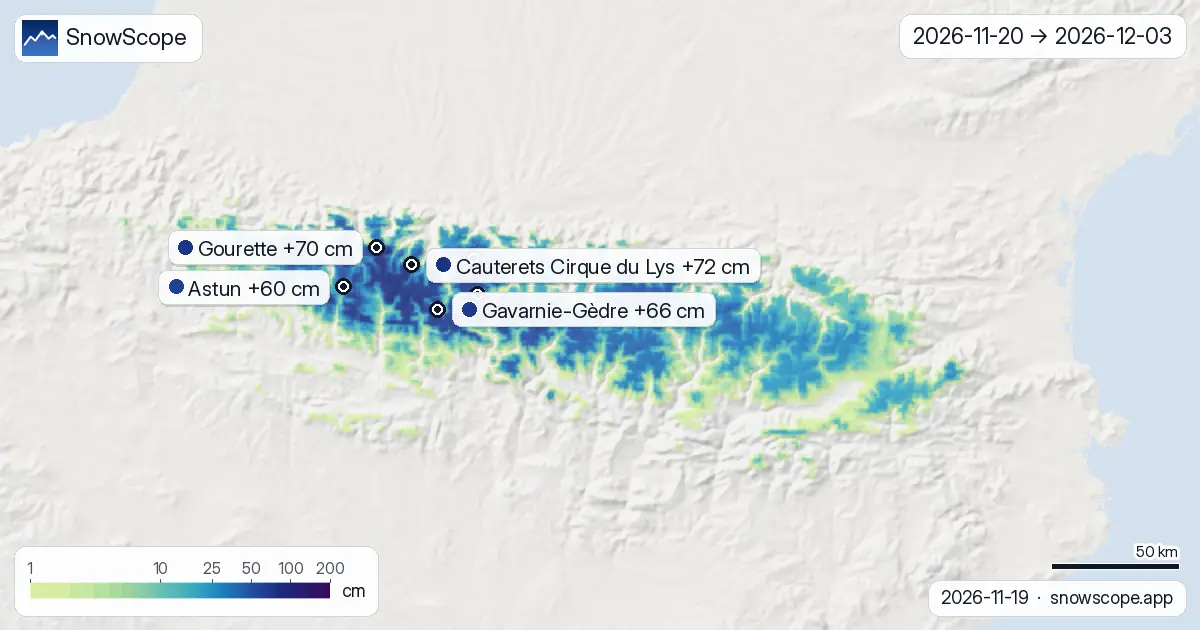 SnowScope
2026-11-20 → 2026-12-03
Gourette +70 cm
Cauterets Cirque du Lys +72 cm
Astun +60 cm
Gavarnie-Gèdre +66 cm
1 10 25 50 100 200
cm
50 km
2026-11-19 · snowscope.app